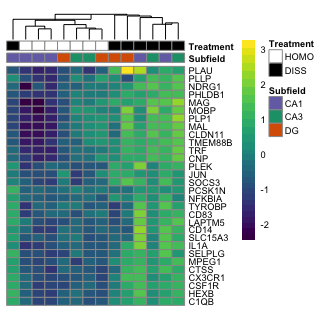 Treatment
Subfield
PLAU
PLLP
NDRG1
PHLDB1
MAG
MOBP
PLP1
MAL
CLDN11
TMEM88B
TRF
CNP
PLEK
JUN
SOCS3
PCSK1N
NFKBIA
TYROBP
CD83
LAPTM5
CD14
SLC15A3
IL1A
SELPLG
MPEG1
CTSS
CX3CR1
CSF1R
HEXB
C1QB
3
2
1
0
-1
-2
Treatment
HOMO
DISS
Subfield
CA1
CA3
DG